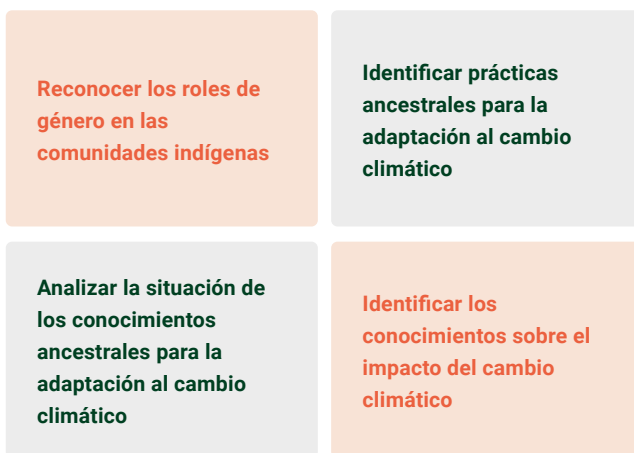 Reconocer los roles de
género en las
comunidades indígenas
Identificar prácticas
ancestrales para la
adaptación al cambio
climático
Analizar la situación de
los conocimientos
ancestrales para la
adaptación al cambio
climático
Identificar los
conocimientos sobre el
impacto del cambio
climático